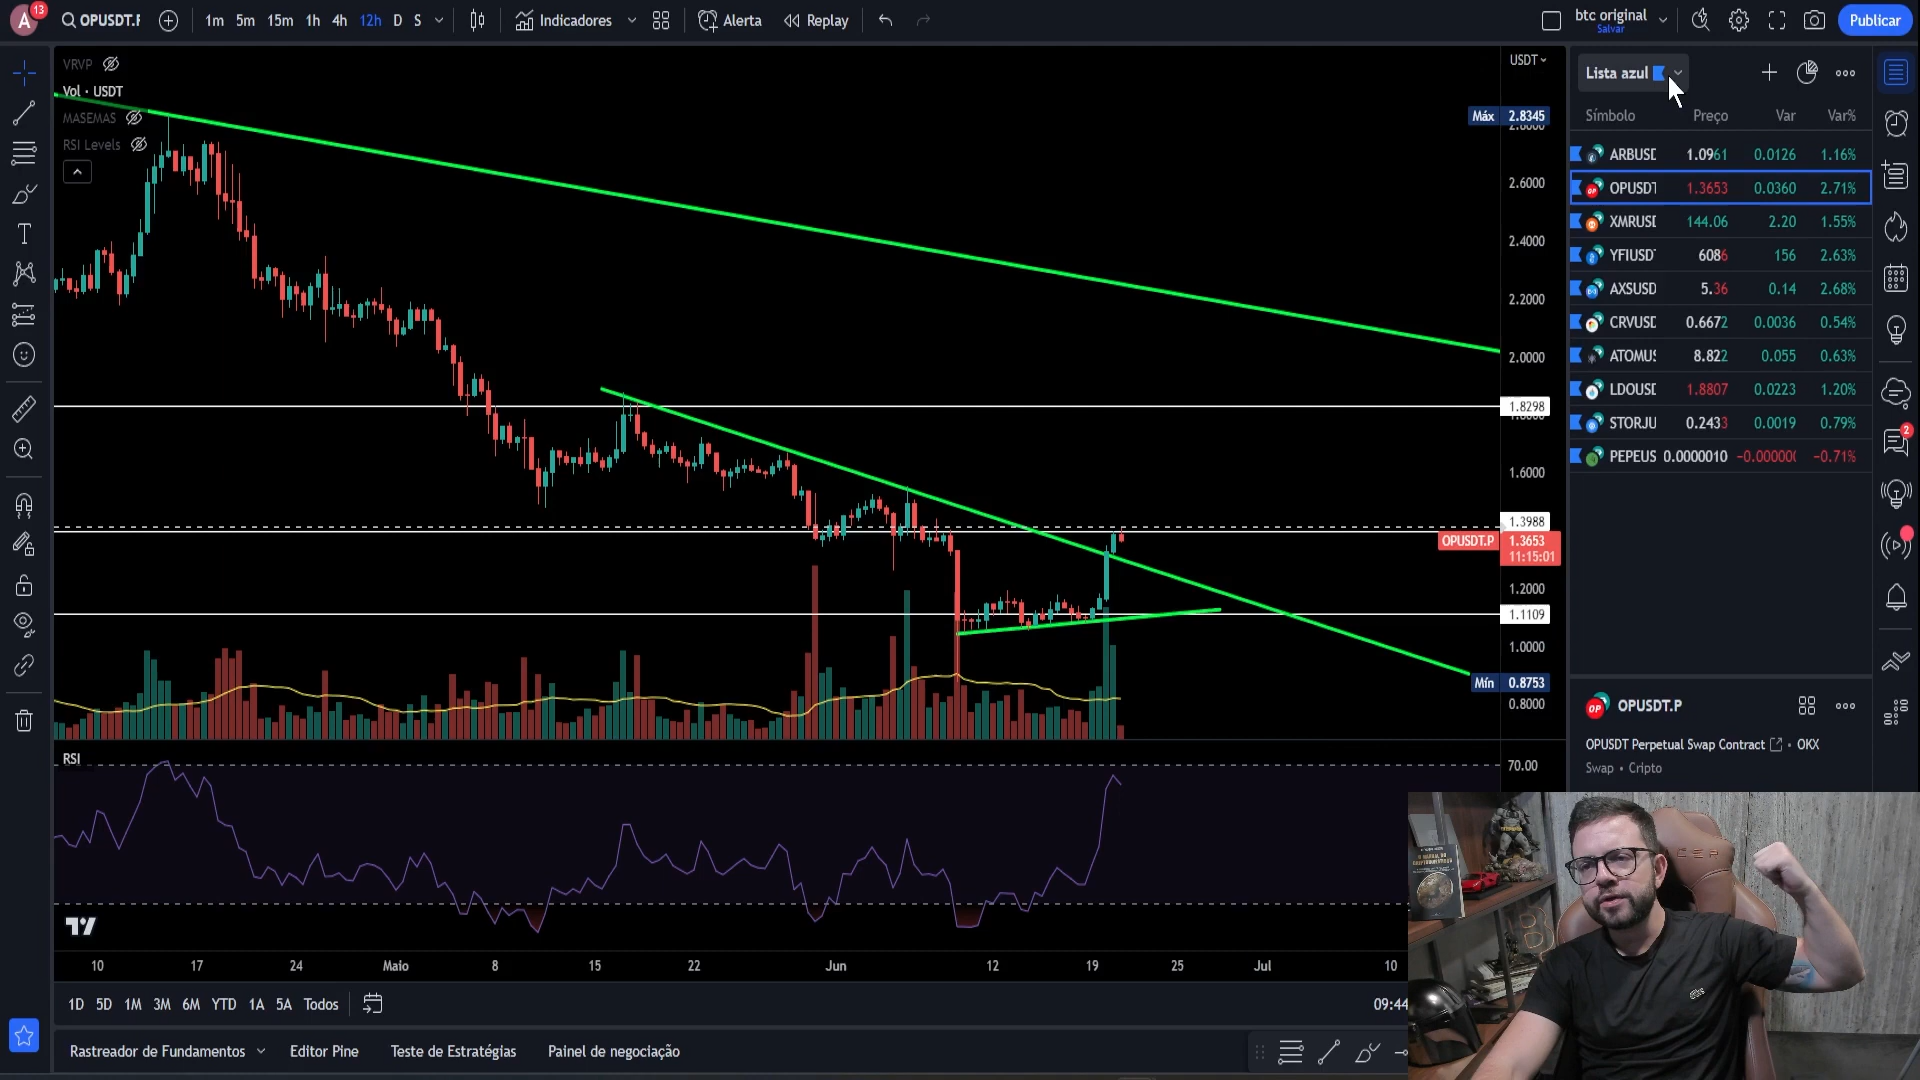 A 13 OPUSDT.F 1m 5m 15m 1h 4h 12h D S Indicadores Alerta Replay btc original Salvar Publicar
VRVP
Vol · USDT
MASEMAS
RSI Levels
USDT
Máx 2.8345
2.6000
2.4000
2.2000
2.0000
1.8298
1.6000
1.3988
OPUSDT.P 1.3653
11:15:01
1.2000
1.1109
1.0000
Mín 0.8753
0.8000
RSI
70.00
10 17 24 Maio 8 15 22 Jun 12 19 25 Jul 10
1D 5D 1M 3M 6M YTD 1A 5A Todos 09:44
Rastreador de Fundamentos Editor Pine Teste de Estratégias Painel de negociação
Lista azul
Símbolo Preço Var Var%
ARBUSD 1.0961 0.0126 1.16%
OPUSDT 1.3653 0.0360 2.71%
XMRUSD 144.06 2.20 1.55%
YFIUSDT 6086 156 2.63%
AXSUSD 5.36 0.14 2.68%
CRVUSD 0.6672 0.0036 0.54%
ATOMUS 8.822 0.055 0.63%
LDOUSD 1.8807 0.0223 1.20%
STORJU 0.2433 0.0019 0.79%
PEPEUS 0.0000010 −0.000000 −0.71%
OP OPUSDT.P
OPUSDT Perpetual Swap Contract • OKX
Swap • Cripto
2